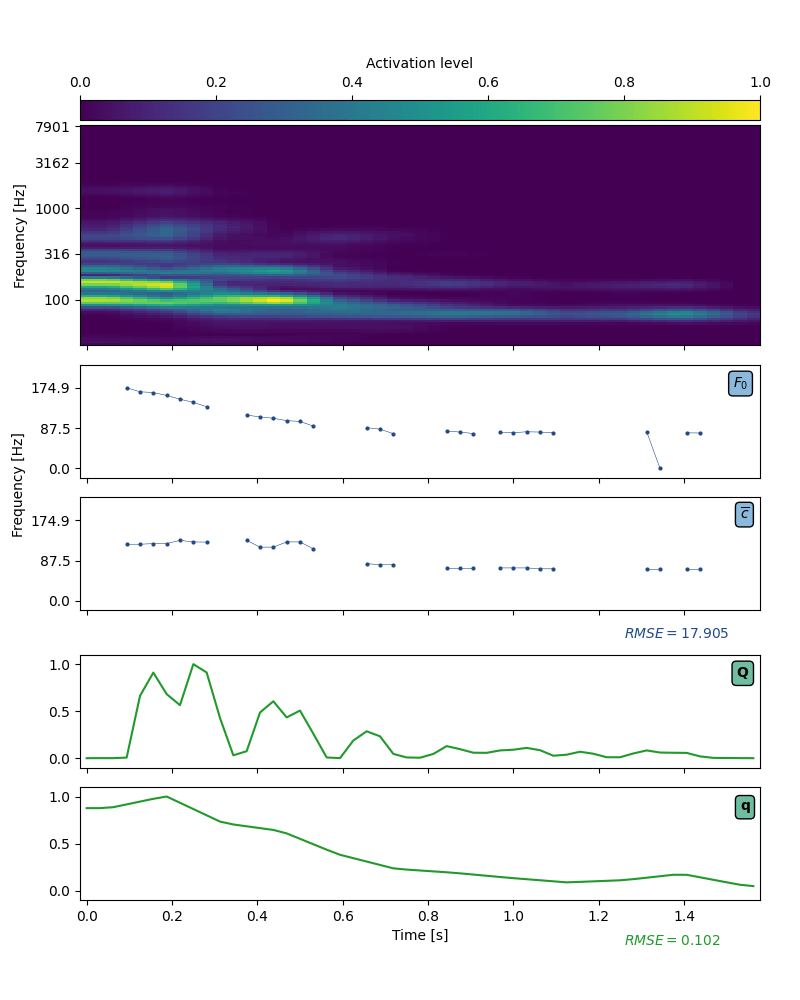 Activation level
0.0 0.2 0.4 0.6 0.8 1.0
7901
3162
1000
316
100
Frequency [Hz]
174.9
87.5
0.0
F₀
Frequency [Hz]
174.9
87.5
0.0
c̅
RMSE = 17.905
1.0
0.5
0.0
Q
1.0
0.5
0.0
q
0.0 0.2 0.4 0.6 0.8 1.0 1.2 1.4
Time [s]
RMSE = 0.102